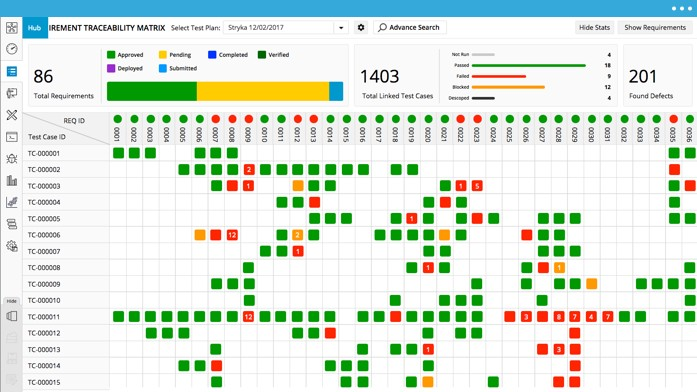 Hub IREMENT TRACEABILITY MATRIX Select Test Plan: Stryka 12/02/2017 Advance Search Hide Stats Show Requirements
86
Total Requirements
Approved Pending Completed Verified
Deployed Submitted
1403
Total Linked Test Cases
Not Run 4
Passed 18
Failed 9
Blocked 12
Descoped 4
201
Found Defects
REQ ID
Test Case ID
0001 0002 0003 0004 0005 0006 0007 0008 0009 0010 0011 0012 0013 0014 0015 0016 0017 0018 0019 0020 0021 0022 0023 0024 0025 0026 0027 0028 0029 0030 0031 0032 0033 0034 0035 0036
TC-000001
TC-000002 2
TC-000003 1 1 5
TC-000004
TC-000005 1
TC-000006 12 2
TC-000007 1
TC-000008 1 1
TC-000009
TC-000010
Hide
TC-000011 12 3 8 7 4 7
TC-000012
TC-000013 1 3
TC-000014
TC-000015